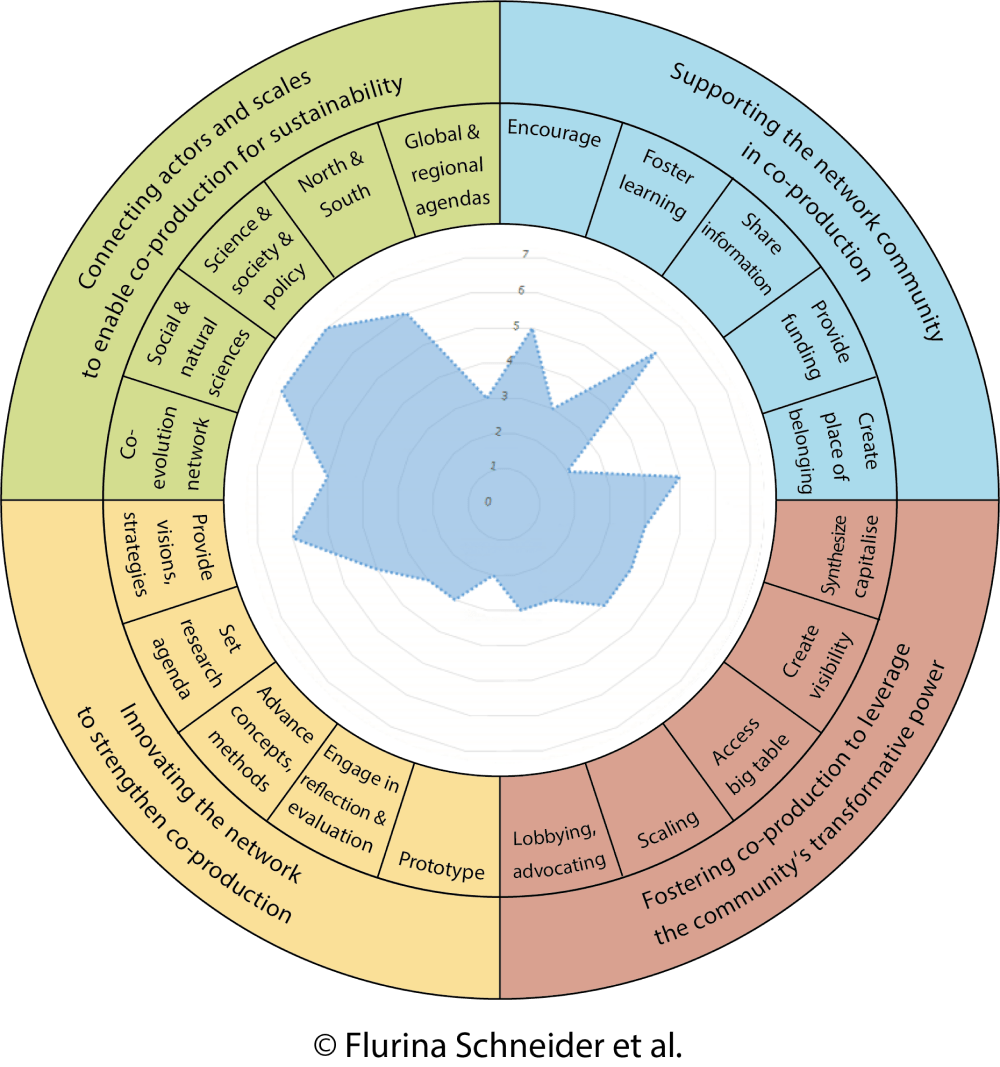 Connecting actors and scales
to enable co-production for sustainability
Supporting the network community
in co-production
Global &
regional
agendas
North &
South
Science &
society &
policy
Social &
natural
sciences
Co-
evolution
network
Encourage
Foster
learning
Share
information
Provide
funding
Create
place of
belonging
7
6
5
4
3
2
1
0
Provide
visions,
strategies
Set
research
agenda
Advance
concepts,
methods
Engage in
reflection &
evaluation
Prototype
Synthesize
capitalise
Create
visibility
Access
big table
Scaling
Lobbying,
advocating
Innovating the network
to strengthen co-production
Fostering co-production to leverage
the community's transformative power
© Flurina Schneider et al.